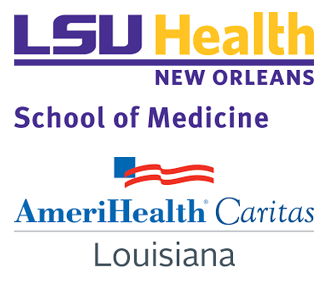 LSU Health
NEW ORLEANS
School of Medicine
AmeriHealth® Caritas
Louisiana